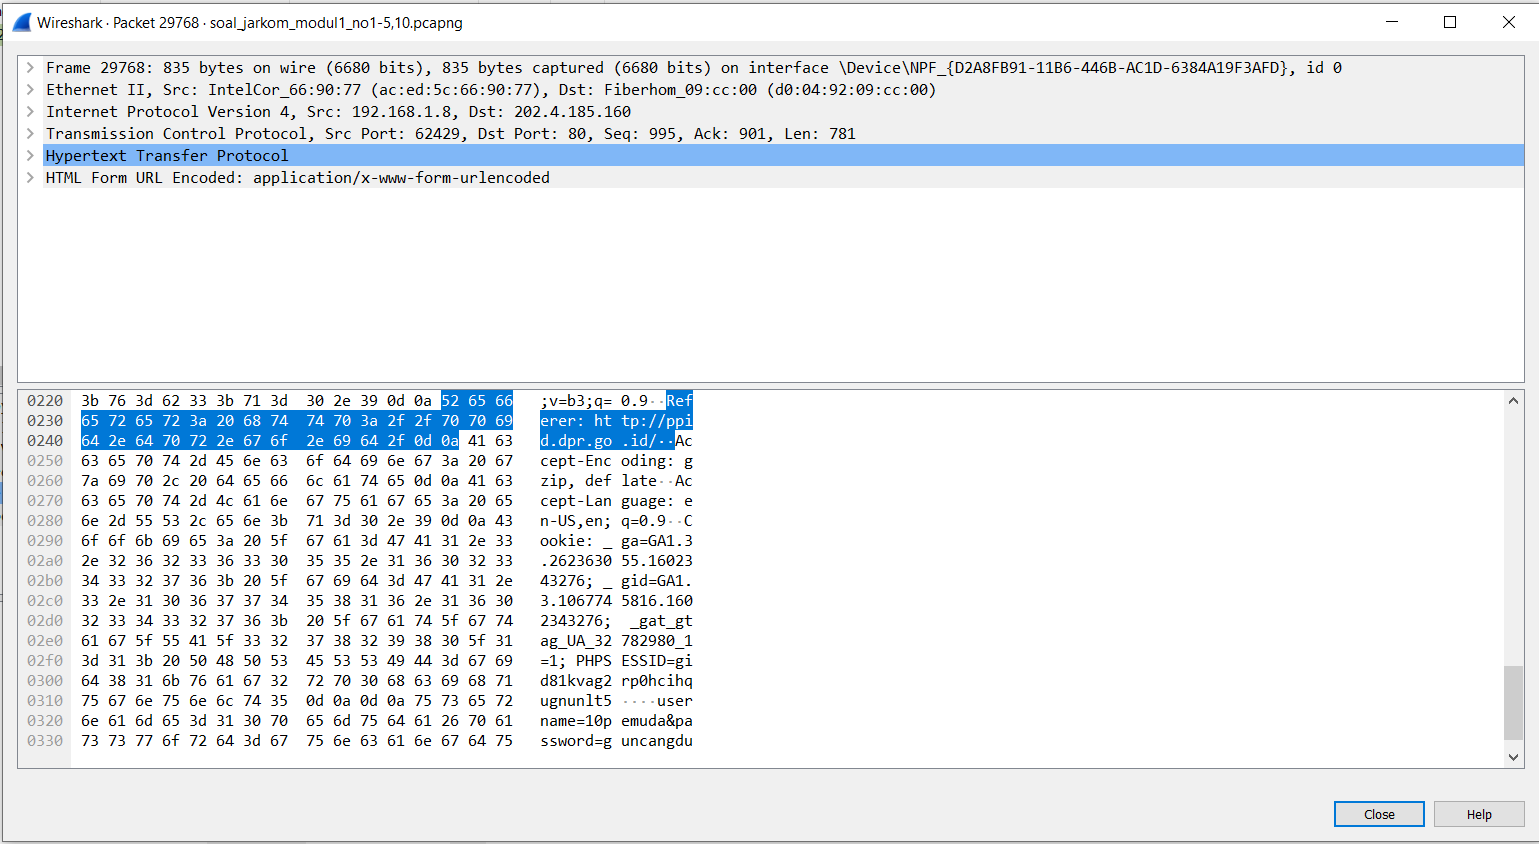 Wireshark · Packet 29768 · soal_jarkom_modul1_no1-5,10.pcapng
Frame 29768: 835 bytes on wire (6680 bits), 835 bytes captured (6680 bits) on interface \Device\NPF_{D2A8FB91-11B6-446B-AC1D-6384A19F3AFD}, id 0
Ethernet II, Src: IntelCor_66:90:77 (ac:ed:5c:66:90:77), Dst: Fiberhom_09:cc:00 (d0:04:92:09:cc:00)
Internet Protocol Version 4, Src: 192.168.1.8, Dst: 202.4.185.160
Transmission Control Protocol, Src Port: 62429, Dst Port: 80, Seq: 995, Ack: 901, Len: 781
Hypertext Transfer Protocol
HTML Form URL Encoded: application/x-www-form-urlencoded
0220 3b 76 3d 62 33 3b 71 3d 30 2e 39 0d 0a 52 65 66 ;v=b3;q= 0.9··Ref
0230 65 72 65 72 3a 20 68 74 74 70 3a 2f 2f 70 70 69 erer: ht tp://ppi
0240 64 2e 64 70 72 2e 67 6f 2e 69 64 2f 0d 0a 41 63 d.dpr.go .id/··Ac
0250 63 65 70 74 2d 45 6e 63 6f 64 69 6e 67 3a 20 67 cept-Enc oding: g
0260 7a 69 70 2c 20 64 65 66 6c 61 74 65 0d 0a 41 63 zip, def late··Ac
0270 63 65 70 74 2d 4c 61 6e 67 75 61 67 65 3a 20 65 cept-Lan guage: e
0280 6e 2d 55 53 2c 65 6e 3b 71 3d 30 2e 39 0d 0a 43 n-US,en; q=0.9··C
0290 6f 6f 6b 69 65 3a 20 5f 67 61 3d 47 41 31 2e 33 ookie: _ ga=GA1.3
02a0 2e 32 36 32 33 36 33 30 35 35 2e 31 36 30 32 33 .2623630 55.16023
02b0 34 33 32 37 36 3b 20 5f 67 69 64 3d 47 41 31 2e 43276; _ gid=GA1.
02c0 33 2e 31 30 36 37 37 34 35 38 31 36 2e 31 36 30 3.106774 5816.160
02d0 32 33 34 33 32 37 36 3b 20 5f 67 61 74 5f 67 74 2343276; _gat_gt
02e0 61 67 5f 55 41 5f 33 32 37 38 32 39 38 30 5f 31 ag_UA_32 782980_1
02f0 3d 31 3b 20 50 48 50 53 45 53 53 49 44 3d 67 69 =1; PHPS ESSID=gi
0300 64 38 31 6b 76 61 67 32 72 70 30 68 63 69 68 71 d81kvag2 rp0hcihq
0310 75 67 6e 75 6e 6c 74 35 0d 0a 0d 0a 75 73 65 72 ugnunlt5 ····user
0320 6e 61 6d 65 3d 31 30 70 65 6d 75 64 61 26 70 61 name=10p emuda&pa
0330 73 73 77 6f 72 64 3d 67 75 6e 63 61 6e 67 64 75 ssword=g uncangdu
Close Help